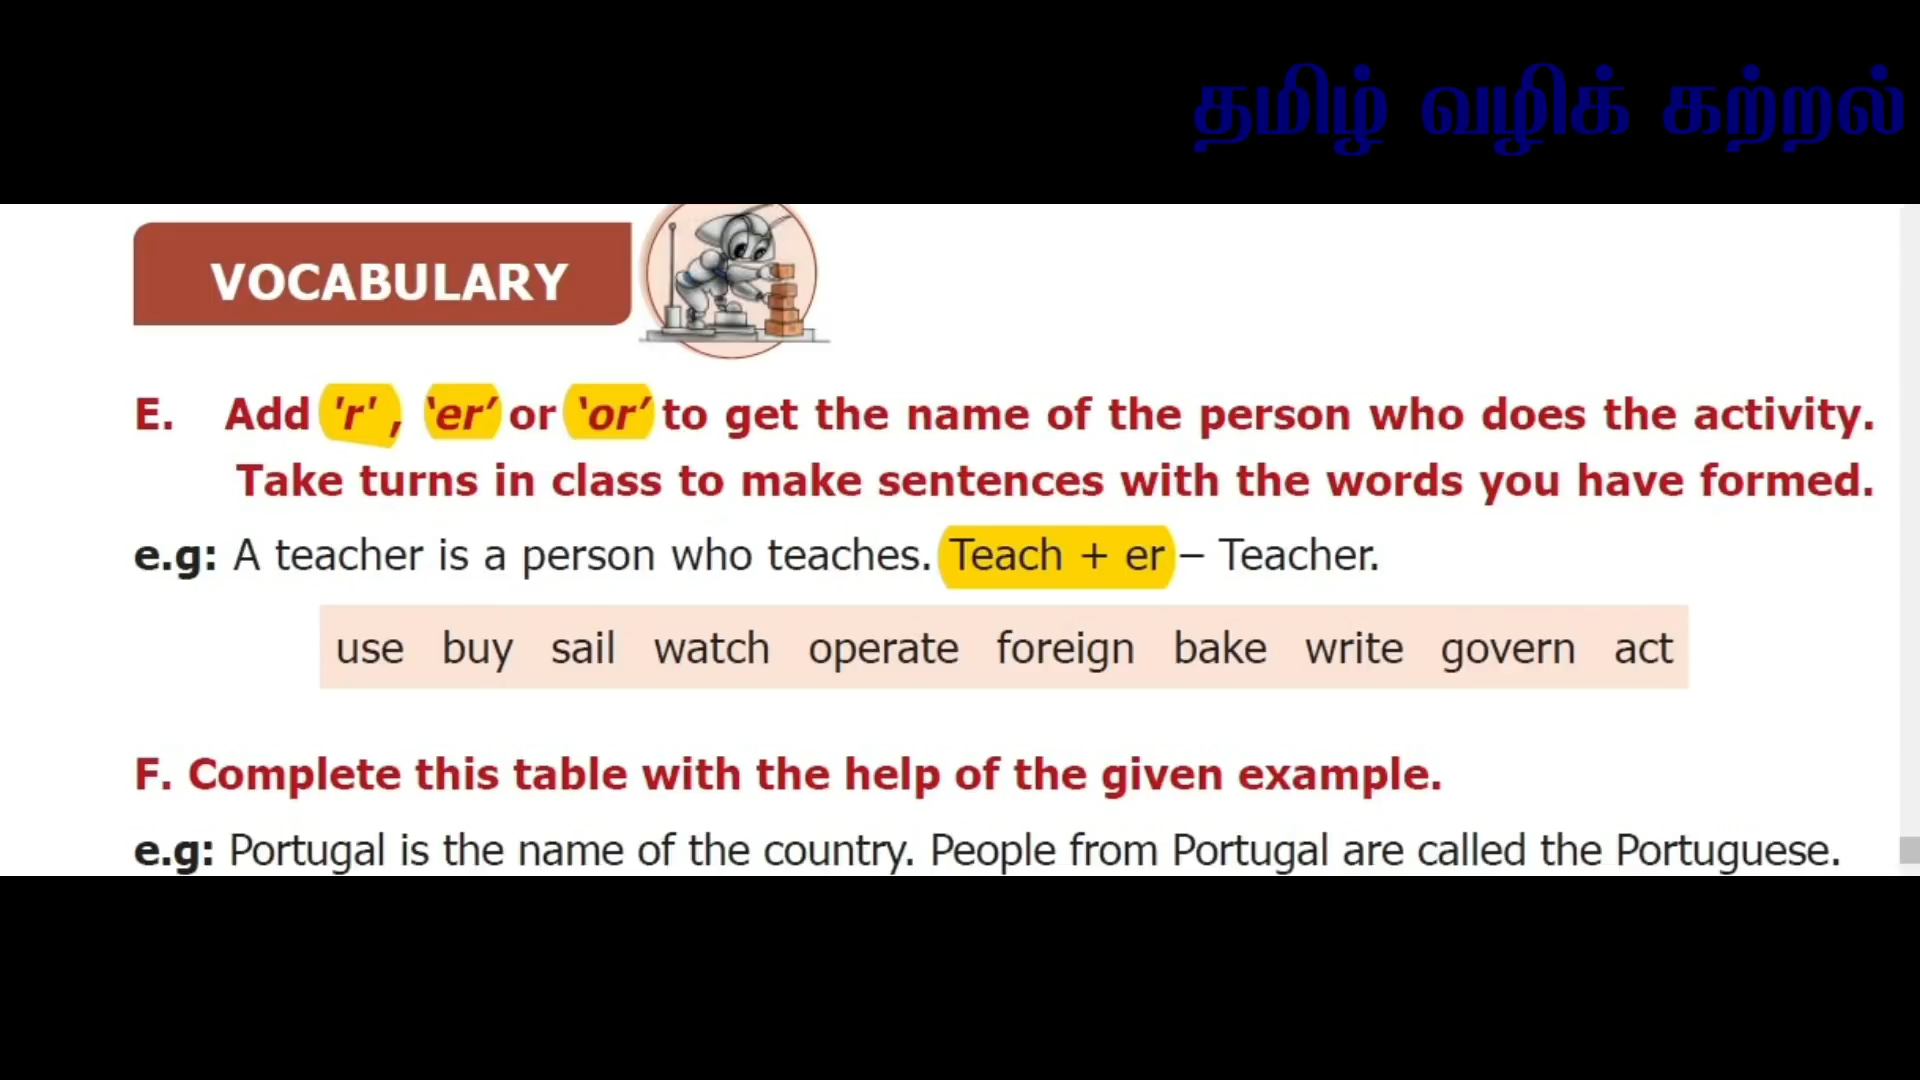 தமிழ் வழிக் கற்றல்
VOCABULARY
E. Add 'r', ‘er’ or ‘or’ to get the name of the person who does the activity.
Take turns in class to make sentences with the words you have formed.
e.g: A teacher is a person who teaches. Teach + er – Teacher.
use buy sail watch operate foreign bake write govern act
F. Complete this table with the help of the given example.
e.g: Portugal is the name of the country. People from Portugal are called the Portuguese.